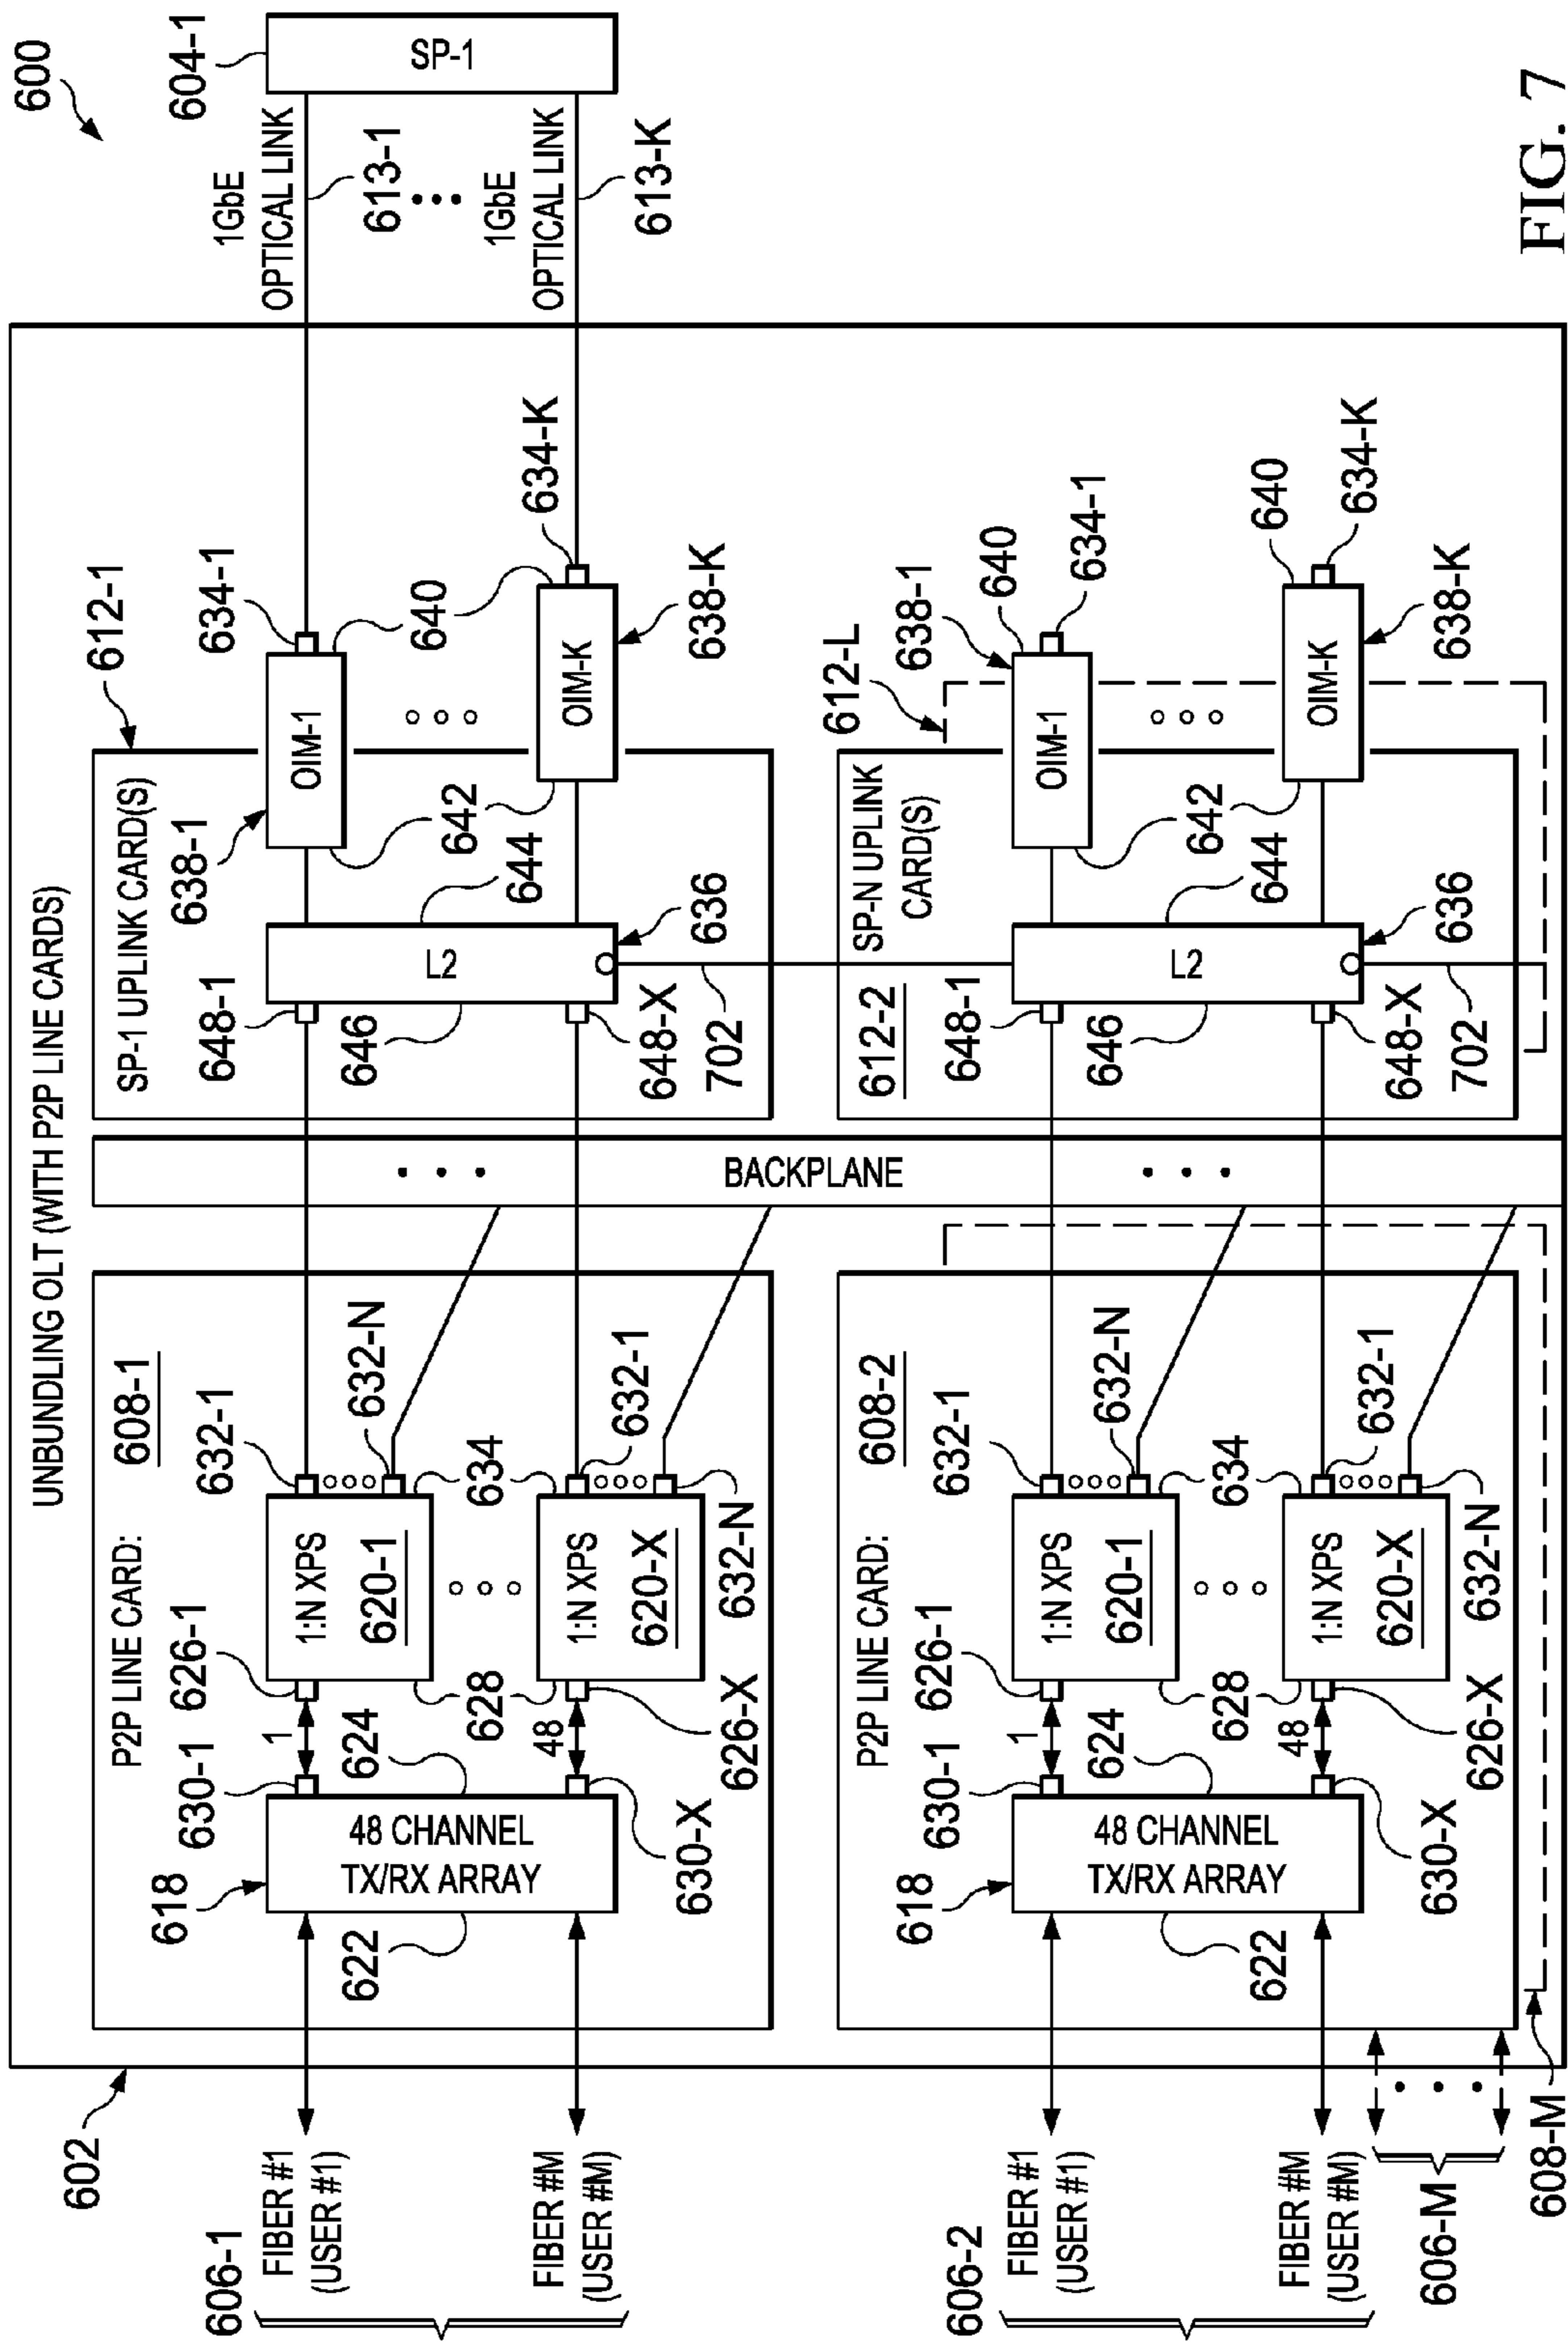 UNBUNDLING OLT (WITH P2P LINE CARDS)
600
602
604-1
SP-1
1GbE
OPTICAL LINK
613-1
1GbE
OPTICAL LINK
613-K
606-1
FIBER #1
(USER #1)
FIBER #M
(USER #M)
P2P LINE CARD:
608-1
618
48 CHANNEL
TX/RX ARRAY
622
624
630-1
630-X
1
48
626-1
626-X
628
1:N XPS
620-1
1:N XPS
620-X
634
632-1
632-N
632-1
632-N
BACKPLANE
SP-1 UPLINK CARD(S)
612-1
648-1
648-X
646
L2
644
636
702
638-1
OIM-1
642
640
634-1
OIM-K
638-K
634-K
606-2
FIBER #1
(USER #1)
FIBER #M
(USER #M)
606-M
608-M
P2P LINE CARD:
608-2
618
48 CHANNEL
TX/RX ARRAY
622
624
630-1
630-X
1
48
626-1
626-X
628
1:N XPS
620-1
1:N XPS
620-X
634
632-1
632-N
632-1
632-N
612-2
SP-N UPLINK
CARD(S)
612-L
648-1
648-X
646
L2
644
636
702
638-1
OIM-1
642
640
634-1
OIM-K
640
638-K
634-K
FIG. 7